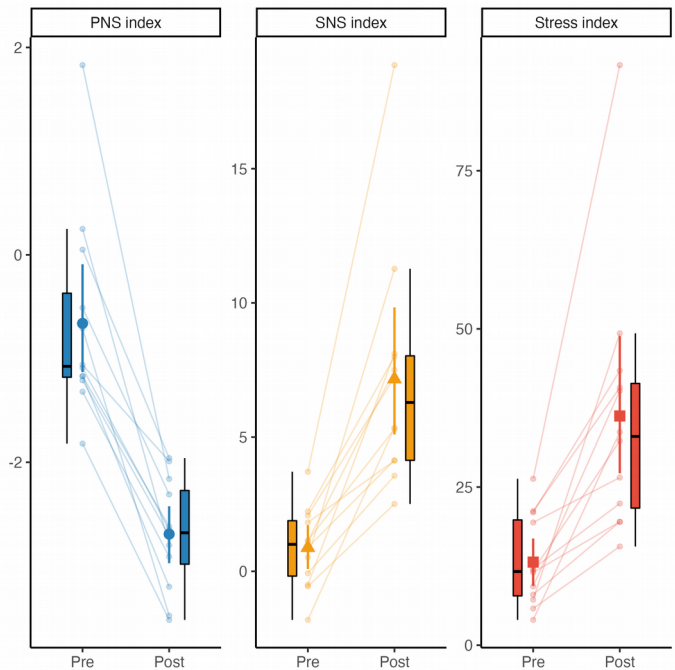 PNS index
SNS index
Stress index
2
0
-2
15
10
5
0
75
50
25
0
Pre
Post
Pre
Post
Pre
Post